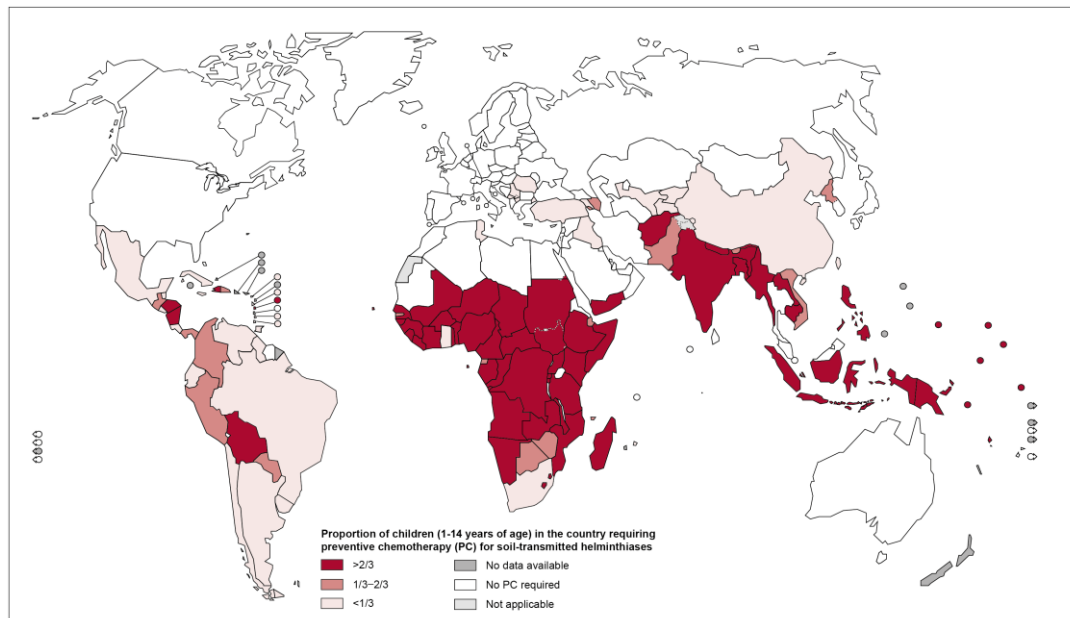 Proportion of children (1-14 years of age) in the country requiring
preventive chemotherapy (PC) for soil-transmitted helminthiases
>2/3
1/3–2/3
<1/3
No data available
No PC required
Not applicable